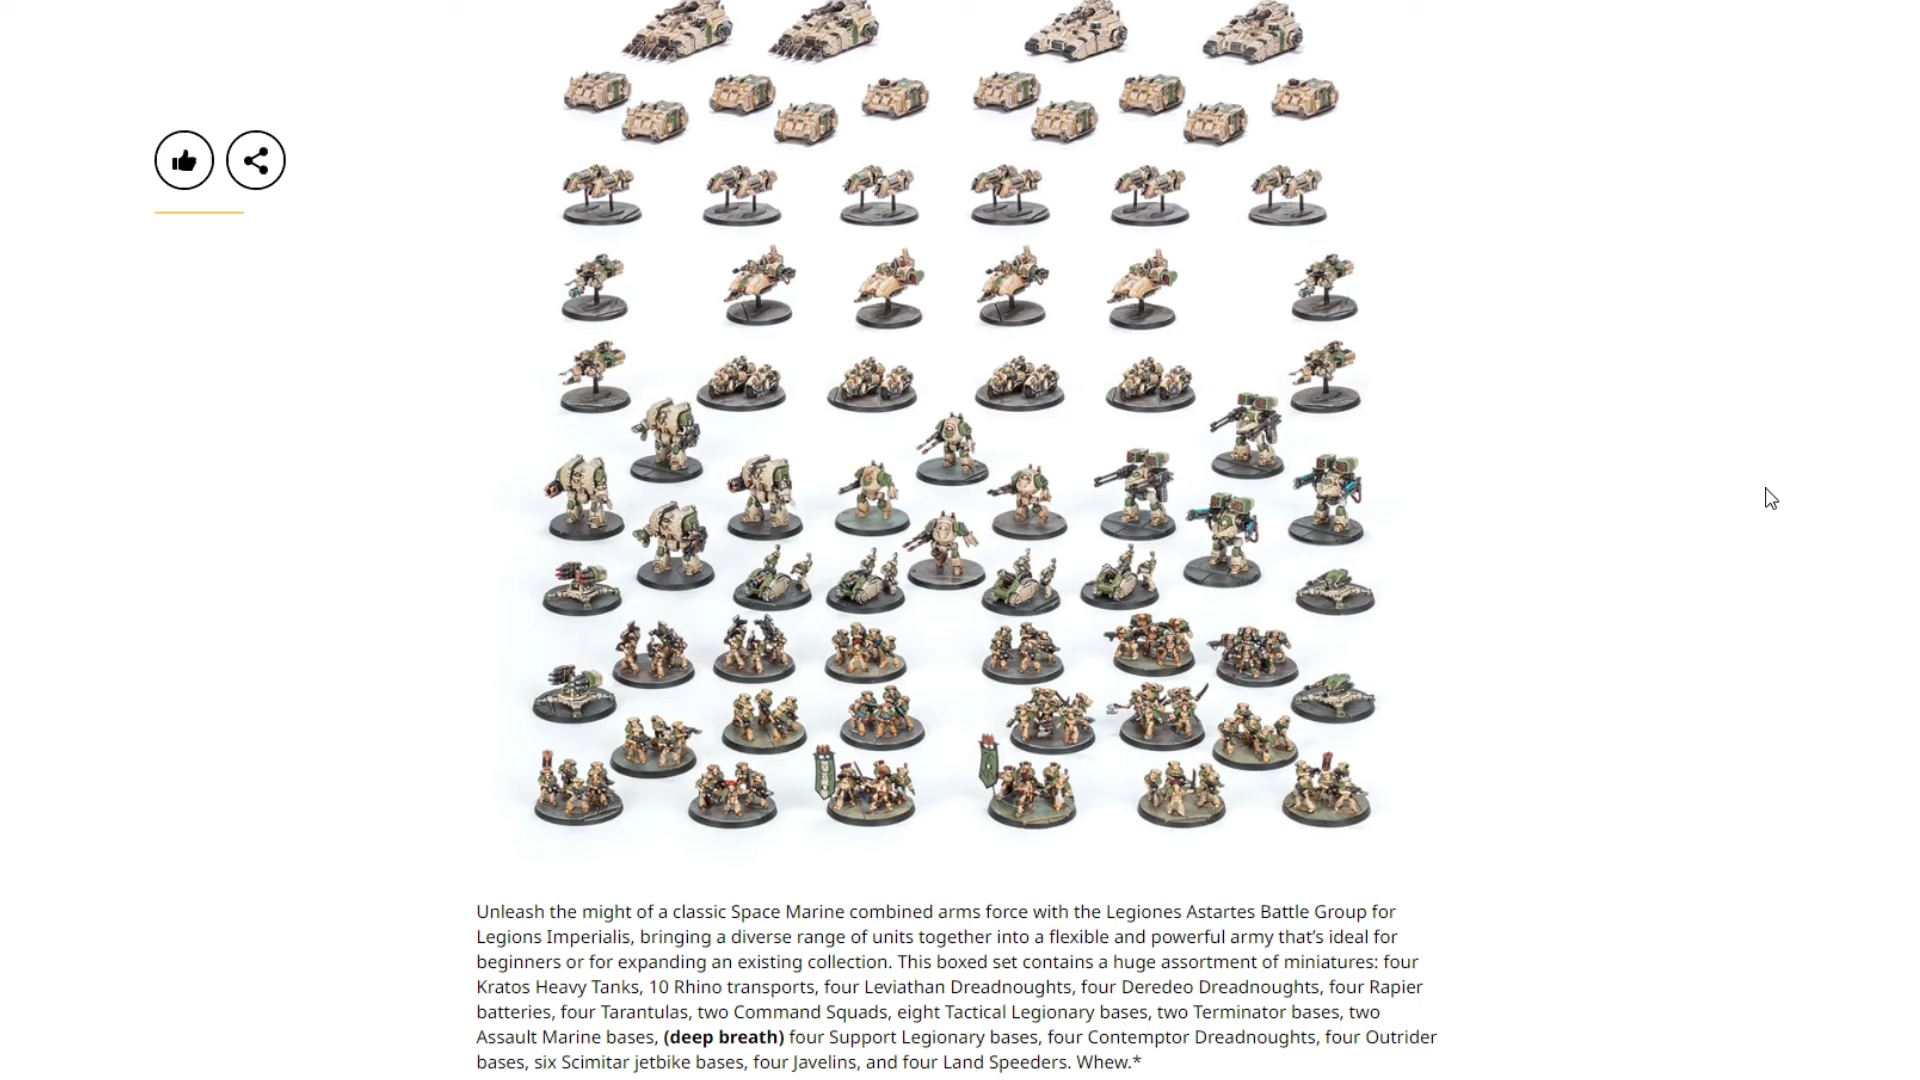 Unleash the might of a classic Space Marine combined arms force with the Legiones Astartes Battle Group for
Legions Imperialis, bringing a diverse range of units together into a flexible and powerful army that’s ideal for
beginners or for expanding an existing collection. This boxed set contains a huge assortment of miniatures: four
Kratos Heavy Tanks, 10 Rhino transports, four Leviathan Dreadnoughts, four Deredeo Dreadnoughts, four Rapier
batteries, four Tarantulas, two Command Squads, eight Tactical Legionary bases, two Terminator bases, two
Assault Marine bases, (deep breath) four Support Legionary bases, four Contemptor Dreadnoughts, four Outrider
bases, six Scimitar jetbike bases, four Javelins, and four Land Speeders. Whew.*